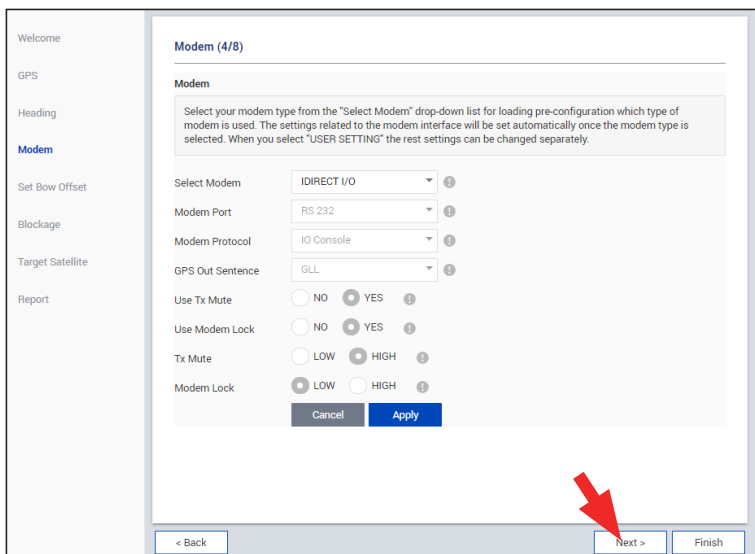 Welcome
GPS
Heading
Modem
Set Bow Offset
Blockage
Target Satellite
Report
Modem (4/8)
Modem
Select your modem type from the "Select Modem" drop-down list for loading pre-configuration which type of
modem is used. The settings related to the modem interface will be set automatically once the modem type is
selected. When you select "USER SETTING" the rest settings can be changed separately.
Select Modem IDIRECT I/O
Modem Port RS 232
Modem Protocol IO Console
GPS Out Sentence GLL
Use Tx Mute NO YES
Use Modem Lock NO YES
Tx Mute LOW HIGH
Modem Lock LOW HIGH
Cancel Apply
< Back Next > Finish